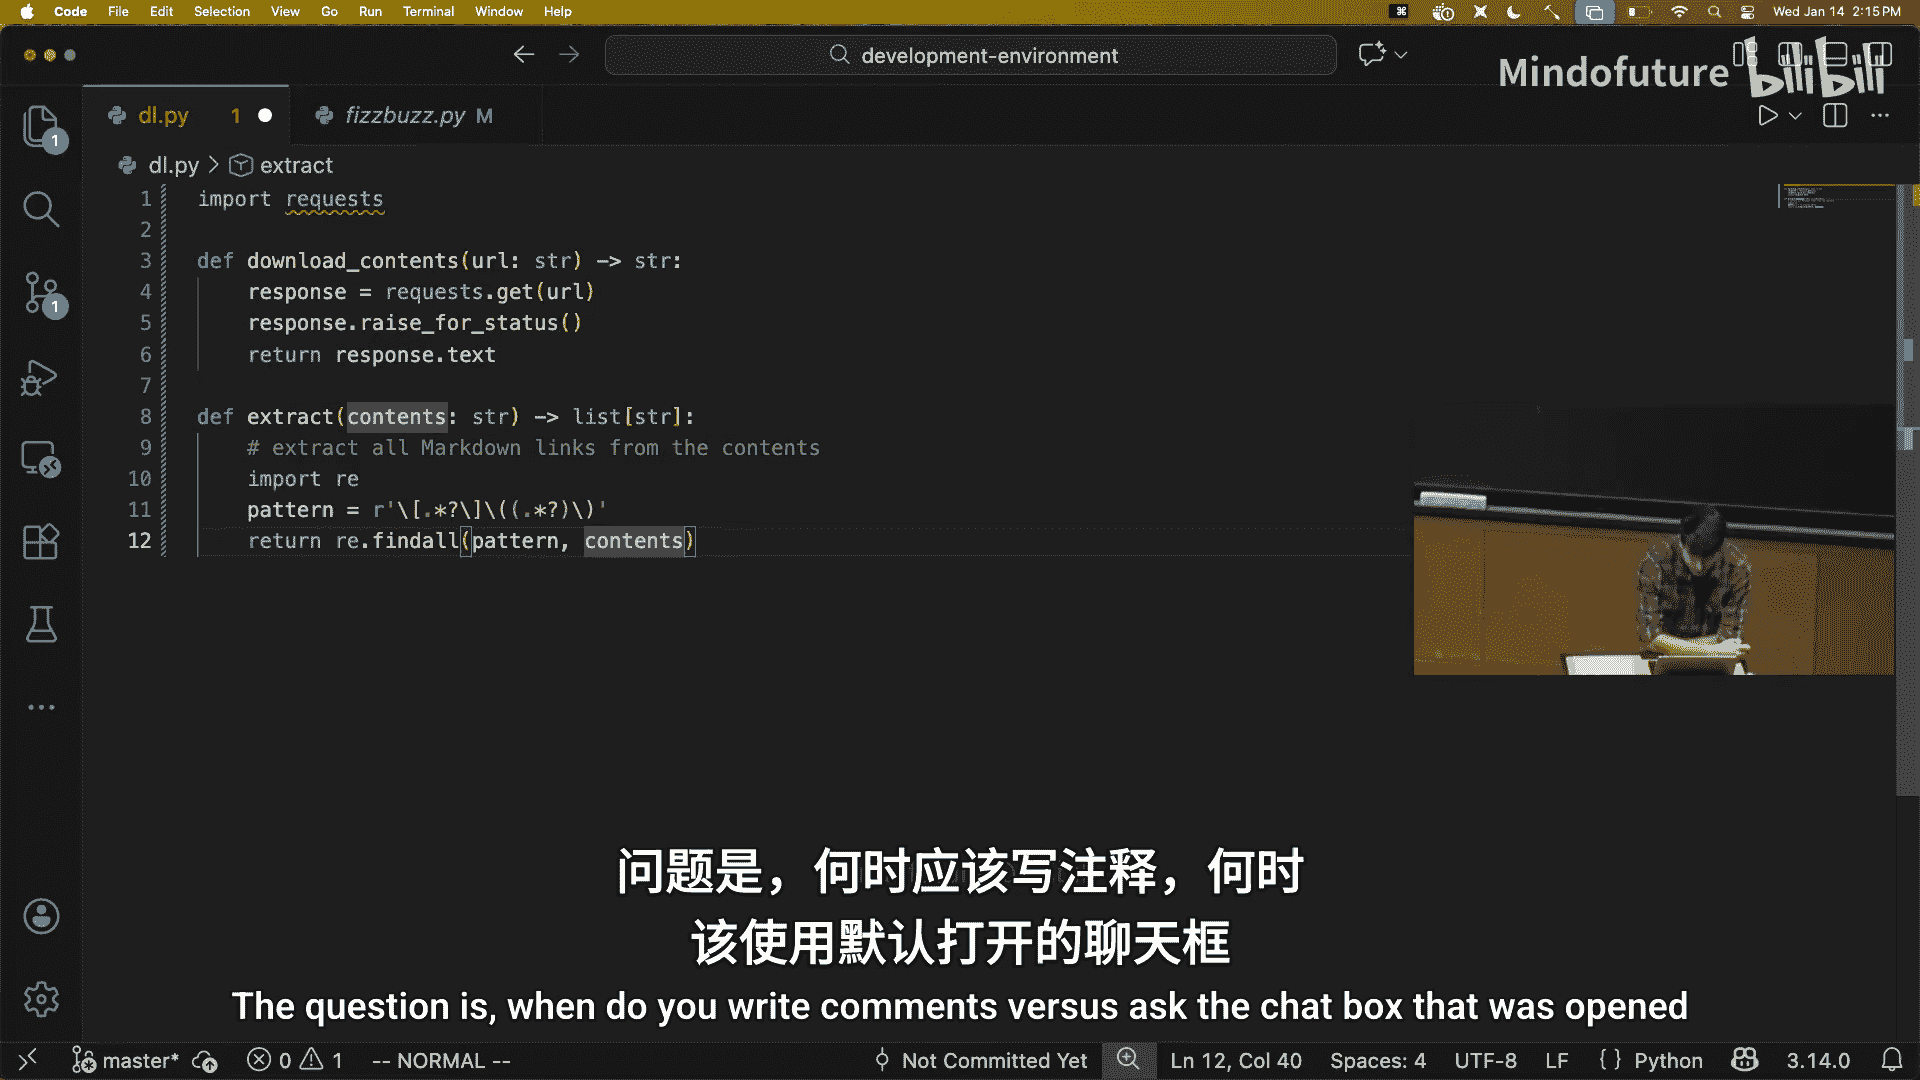 Code File Edit Selection View Go Run Terminal Window Help
Wed Jan 14 2:15 PM
development-environment
Mindofuture bilibili
dl.py 1
fizzbuzz.py M
1
dl.py > extract
1 import requests
2
3 def download_contents(url: str) -> str:
4 response = requests.get(url)
5 response.raise_for_status()
6 return response.text
7
8 def extract(contents: str) -> list[str]:
9 # extract all Markdown links from the contents
10 import re
11 pattern = r'\[.*?\]\((.*?)\)'
12 return re.findall(pattern, contents)
1
问题是，何时应该写注释，何时
该使用默认打开的聊天框
The question is, when do you write comments versus ask the chat box that was opened
master* 0 1 -- NORMAL -- Not Committed Yet Ln 12, Col 40 Spaces: 4 UTF-8 LF {} Python 3.14.0